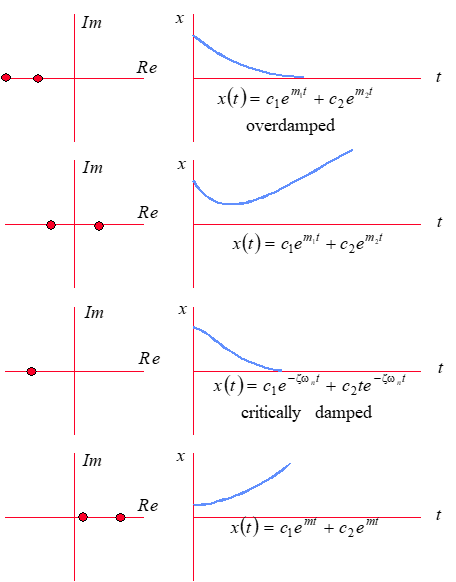 Im x
Re t
x(t) = c₁e^{m₁t} + c₂e^{m₂t}
overdamped
Im x
Re t
x(t) = c₁e^{m₁t} + c₂e^{m₂t}
Im x
Re t
x(t) = c₁e^{-ζωₙt} + c₂te^{-ζωₙt}
critically damped
Im x
Re t
x(t) = c₁e^{mt} + c₂e^{mt}